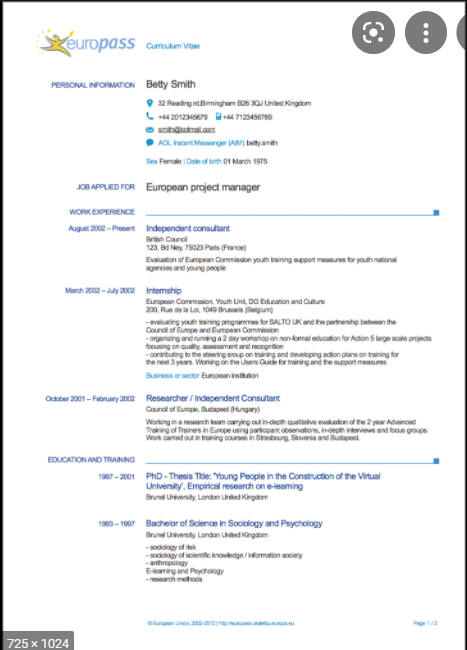 europass
Curriculum Vitae
PERSONAL INFORMATION
Betty Smith
32 Reading rd,Birmingham B26 3QJ United Kingdom
+44 2012345679 +44 7123456789
smith@kotmail.com
AOL Instant Messenger (AIM) betty.smith
Sex Female | Date of birth 01 March 1975
JOB APPLIED FOR
European project manager
WORK EXPERIENCE
August 2002 – Present
Independent consultant
British Council
123, Bd Ney, 75023 Paris (France)
Evaluation of European Commission youth training support measures for youth national
agencies and young people
March 2002 – July 2002
Internship
European Commission, Youth Unit, DG Education and Culture
200, Rue de la Loi, 1049 Brussels (Belgium)
- evaluating youth training programmes for SALTO UK and the partnership between the
Council of Europe and European Commission
- organizing and running a 2 day workshop on non-formal education for Action 5 large scale projects
focusing on quality, assessment and recognition
- contributing to the steering sroup on training and developing action plans on training for
the next 3 years. Working on the Users Guide for training and the support measures
Business or sector European institution
October 2001 – February 2002
Researcher / Independent Consultant
Council of Europe, Budapest (Hungary)
Working in a research team carrying out in-depth qualitative evaluation of the 2 year Advanced
Training of Trainers in Europe using participant observations, in-depth interviews and focus groups.
Work carried out in training courses in Strasbourg, Slovenia and Budapest.
EDUCATION AND TRAINING
1997 – 2001
PhD - Thesis Title: 'Young People in the Construction of the Virtual
University', Empirical research on e-learning
Brunel University, London United Kingdom
1993 – 1997
Bachelor of Science in Sociology and Psychology
Brunel University, London United Kingdom
- sociology of risk
- sociology of scientific knowledge / information society
- anthropology
E-learning and Psychology
- research methods
© European Union, 2002-2013 | http://europass.cedefop.europa.eu
Page 1 / 2
725 × 1024